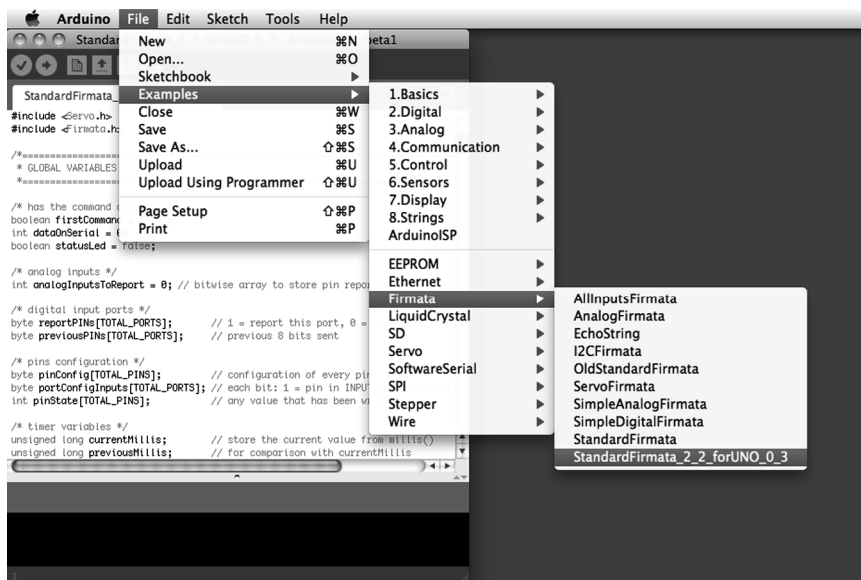 Arduino File Edit Sketch Tools Help
Standar
beta1
New ⌘N
Open... ⌘O
Sketchbook ▶
Examples ▶
Close ⌘W
Save ⌘S
Save As... ⇧⌘S
Upload ⌘U
Upload Using Programmer ⇧⌘U
Page Setup ⇧⌘P
Print ⌘P
1.Basics ▶
2.Digital ▶
3.Analog ▶
4.Communication ▶
5.Control ▶
6.Sensors ▶
7.Display ▶
8.Strings ▶
ArduinoISP
EEPROM ▶
Ethernet ▶
Firmata ▶
LiquidCrystal ▶
SD ▶
Servo ▶
SoftwareSerial ▶
SPI ▶
Stepper ▶
Wire ▶
AllInputsFirmata
AnalogFirmata
EchoString
I2CFirmata
OldStandardFirmata
ServoFirmata
SimpleAnalogFirmata
SimpleDigitalFirmata
StandardFirmata
StandardFirmata_2_2_forUNO_0_3
StandardFirmata_
#include <Servo.h>
#include <Firmata.h>
/*====================
* GLOBAL VARIABLES
*====================
/* has the command
boolean firstCommand
int dataOnSerial =
boolean statusLed = false;
/* analog inputs */
int analogInputsToReport = 0; // bitwise array to store pin repor
/* digital input ports */
byte reportPINs[TOTAL_PORTS]; // 1 = report this port, 0 =
byte previousPINs[TOTAL_PORTS]; // previous 8 bits sent
/* pins configuration */
byte pinConfig[TOTAL_PINS]; // configuration of every pin
byte portConfigInputs[TOTAL_PORTS]; // each bit: 1 = pin in INPUT
int pinState[TOTAL_PINS]; // any value that has been wr
/* timer variables */
unsigned long currentMillis; // store the current value from millis()
unsigned long previousMillis; // for comparison with currentMillis